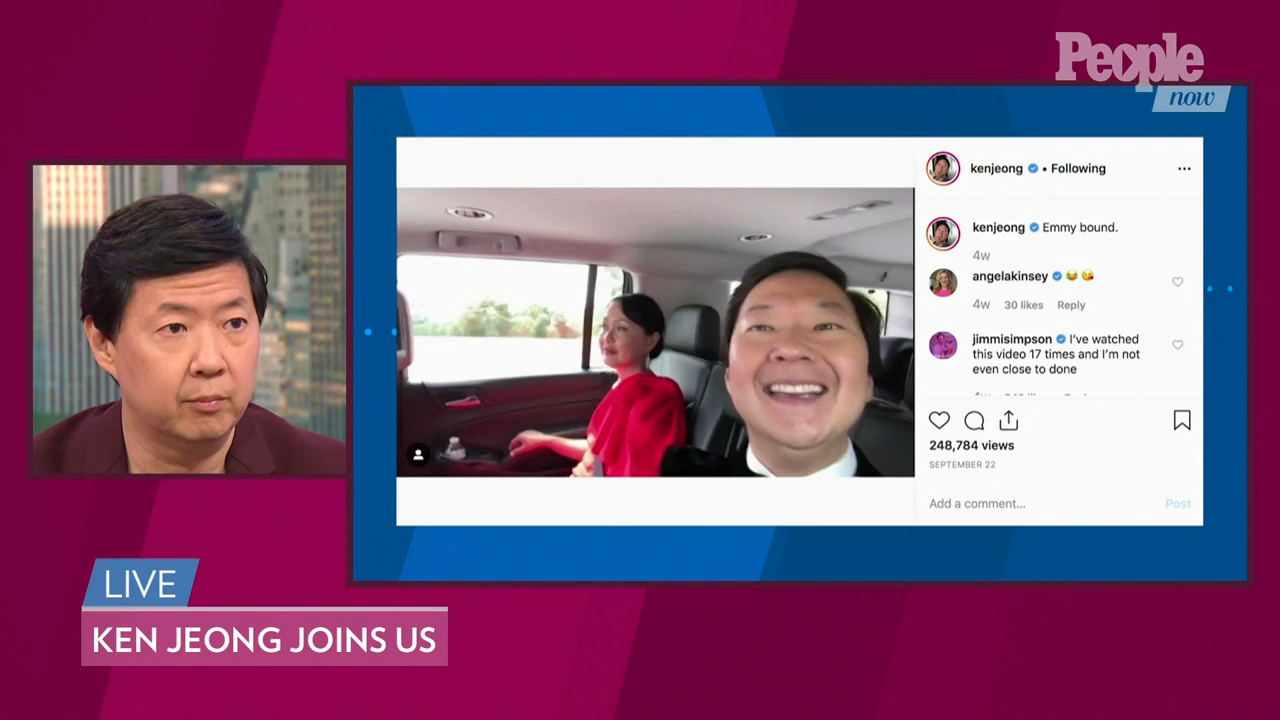 People
now
kenjeong • Following
kenjeong Emmy bound.
4w
angelakinsey 😂 😘
4w 30 likes Reply
jimmisimpson I've watched
this video 17 times and I'm not
even close to done
248,784 views
SEPTEMBER 22
Add a comment... Post
LIVE
KEN JEONG JOINS US